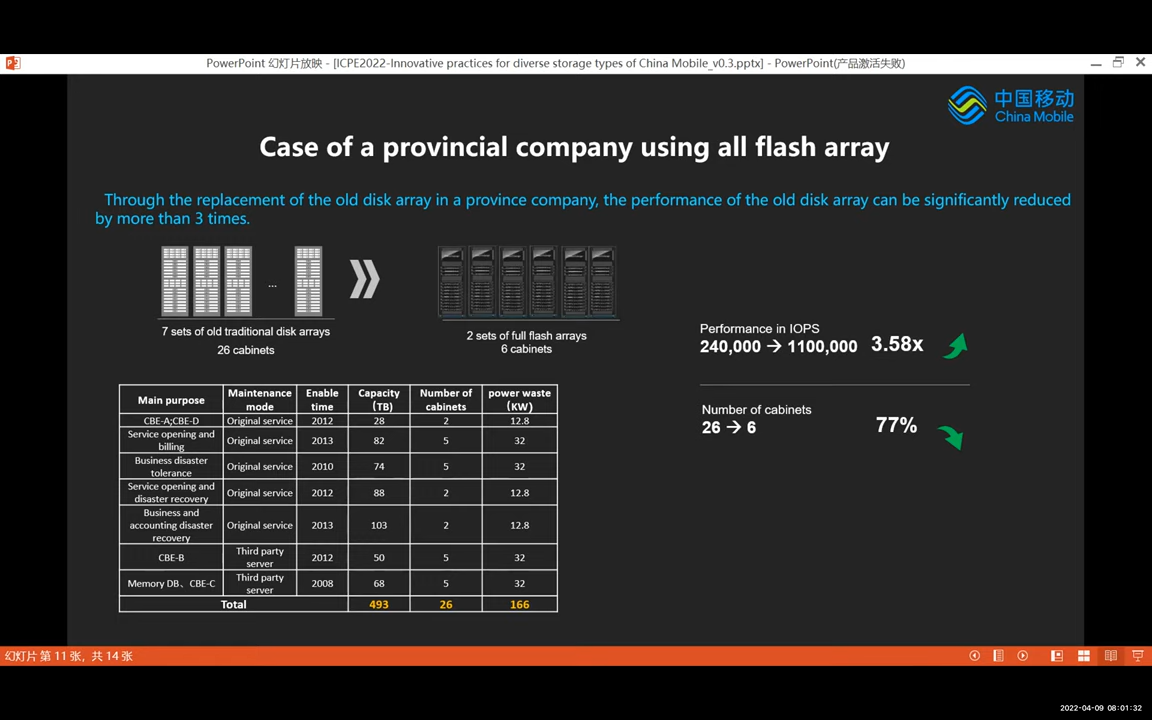 PowerPoint 幻灯片放映 - [ICPE2022-Innovative practices for diverse storage types of China Mobile_v0.3.pptx] - PowerPoint(产品激活失败)
中国移动
China Mobile
Case of a provincial company using all flash array
Through the replacement of the old disk array in a province company, the performance of the old disk array can be significantly reduced
by more than 3 times.
...
7 sets of old traditional disk arrays
26 cabinets
2 sets of full flash arrays
6 cabinets
Performance in IOPS
240,000 → 1100,000 3.58x
Number of cabinets
26 → 6 77%
Main purpose Maintenance mode Enable time Capacity (TB) Number of cabinets power waste (KW)
CBE-A;CBE-D Original service 2012 28 2 12.8
Service opening and billing Original service 2013 82 5 32
Business disaster tolerance Original service 2010 74 5 32
Service opening and disaster recovery Original service 2012 88 2 12.8
Business and accounting disaster recovery Original service 2013 103 2 12.8
CBE-B Third party server 2012 50 5 32
Memory DB、CBE-C Third party server 2008 68 5 32
Total 493 26 166
幻灯片 第 11 张，共 14 张
2022-04-09 08:01:32